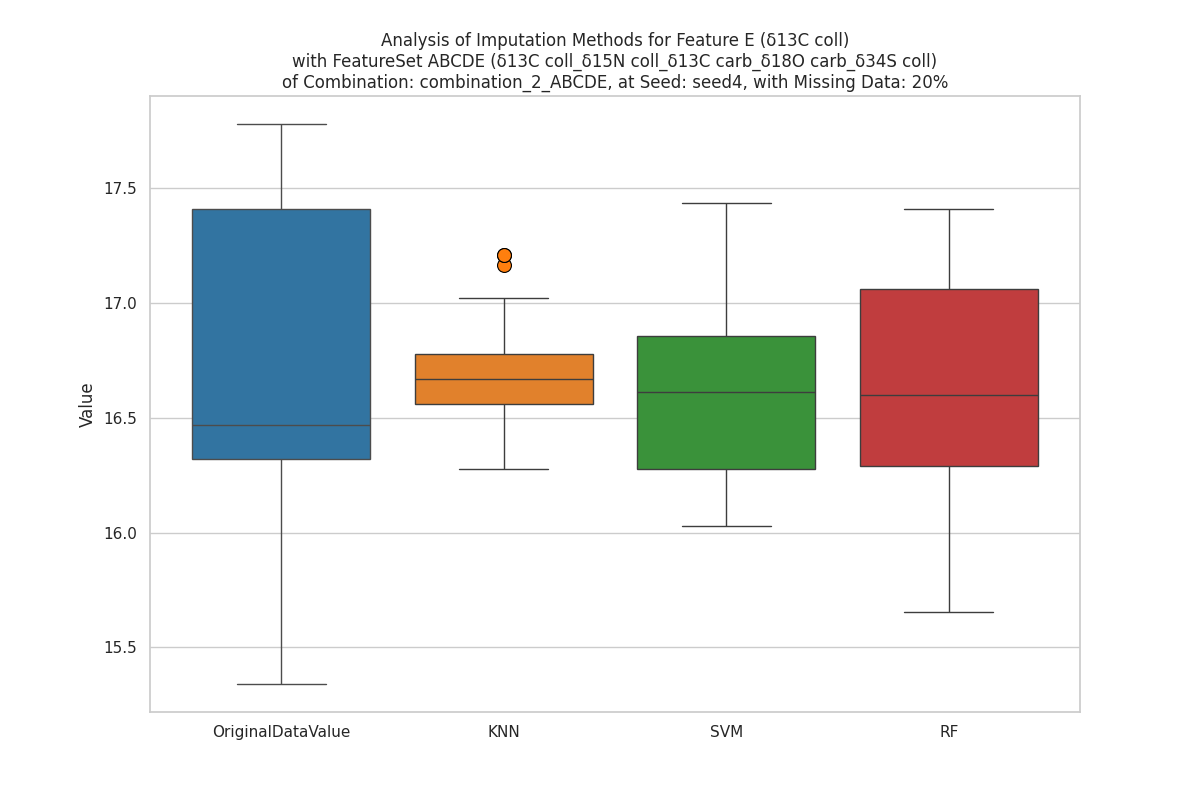 Analysis of Imputation Methods for Feature E (δ13C coll)
with FeatureSet ABCDE (δ13C coll_δ15N coll_δ13C carb_δ18O carb_δ34S coll)
of Combination: combination_2_ABCDE, at Seed: seed4, with Missing Data: 20%
17.5
17.0
16.5
16.0
15.5
Value
OriginalDataValue KNN SVM RF